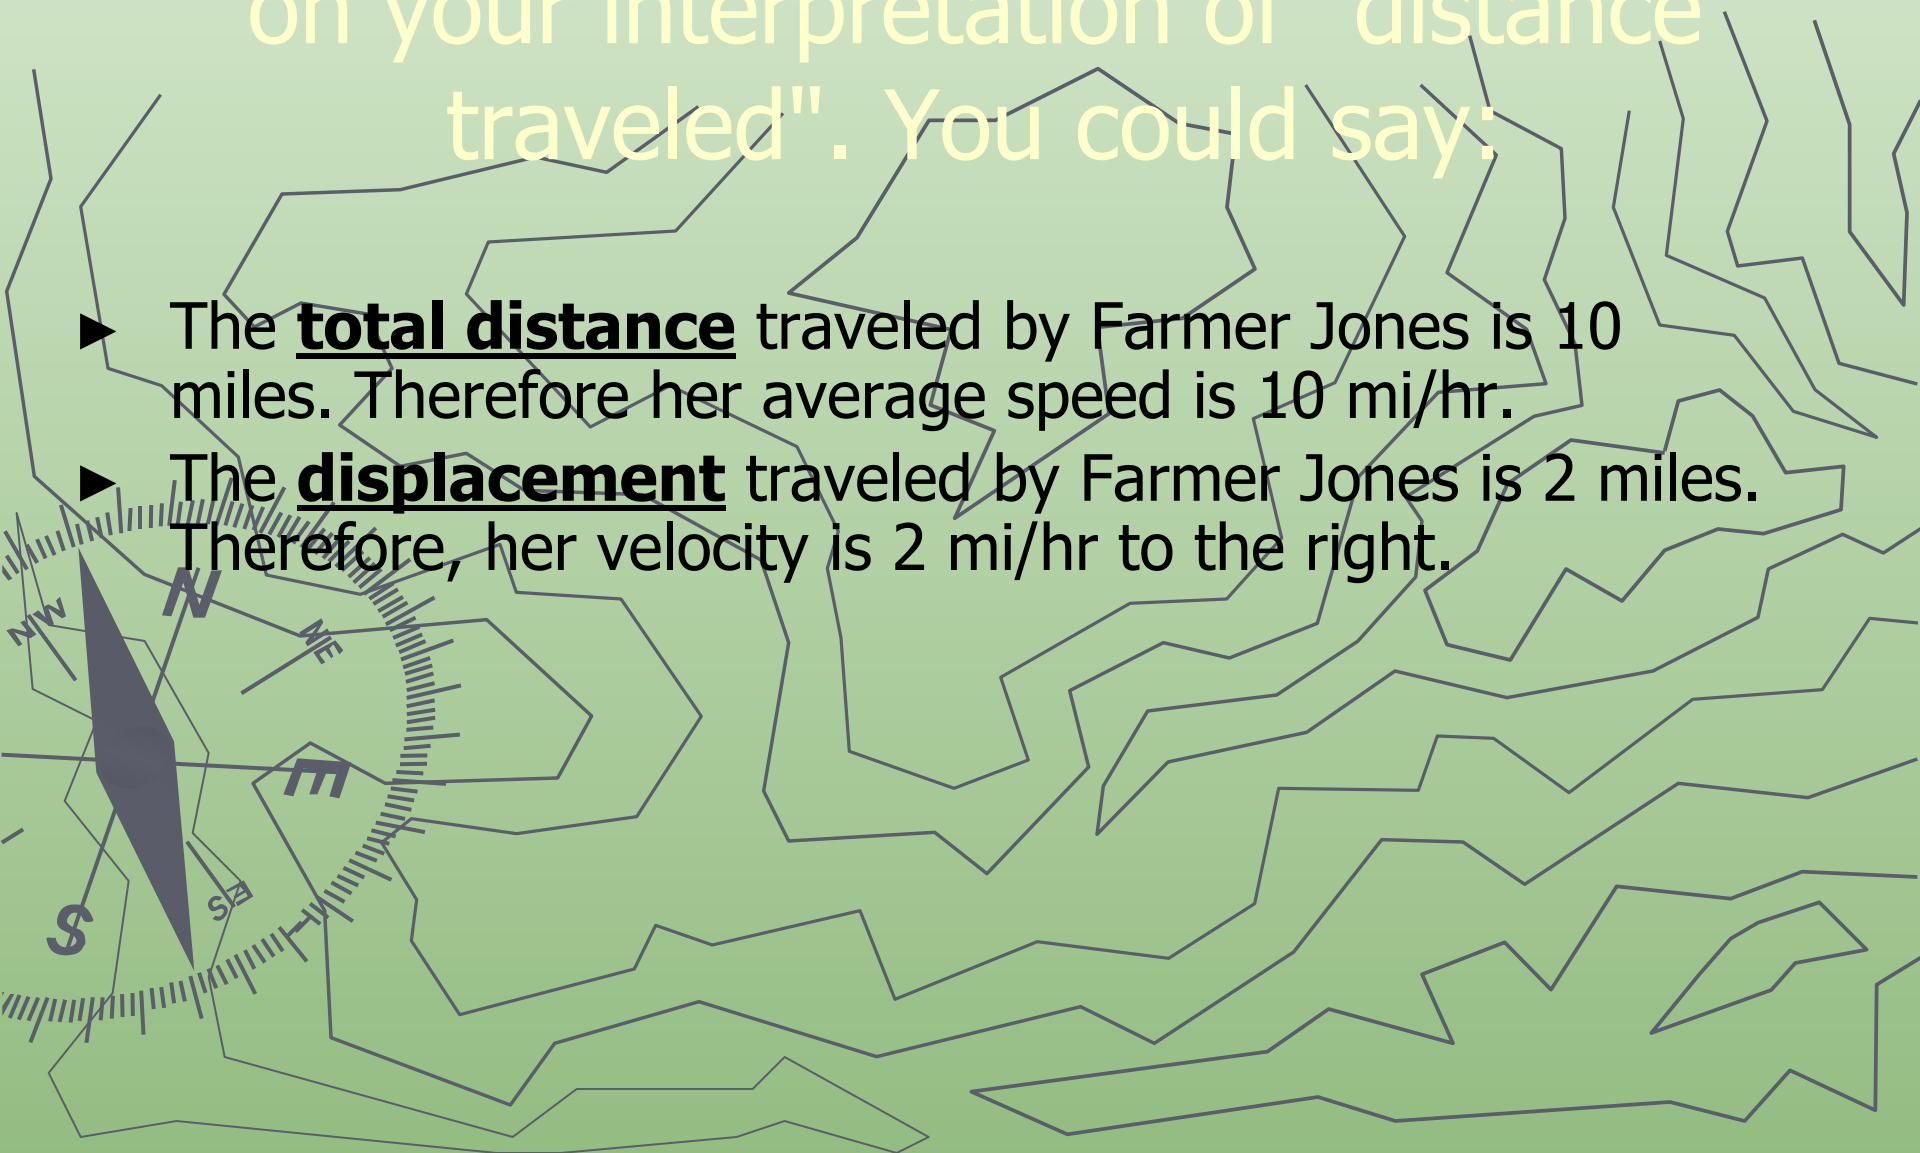 on your interpretation of "distance
traveled". You could say:
► The total distance traveled by Farmer Jones is 10
miles. Therefore her average speed is 10 mi/hr.
► The displacement traveled by Farmer Jones is 2 miles.
Therefore, her velocity is 2 mi/hr to the right.
N
NW
NE
E
SE
S